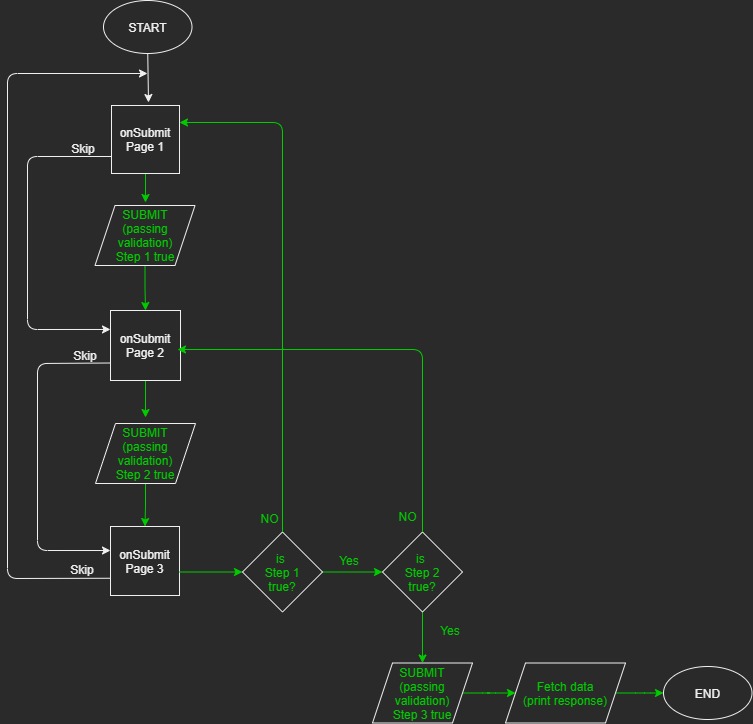 START
onSubmit
Page 1
Skip
SUBMIT
(passing
validation)
Step 1 true
onSubmit
Page 2
Skip
SUBMIT
(passing
validation)
Step 2 true
onSubmit
Page 3
Skip
NO
is
Step 1
true?
Yes
NO
is
Step 2
true?
Yes
SUBMIT
(passing
validation)
Step 3 true
Fetch data
(print response)
END